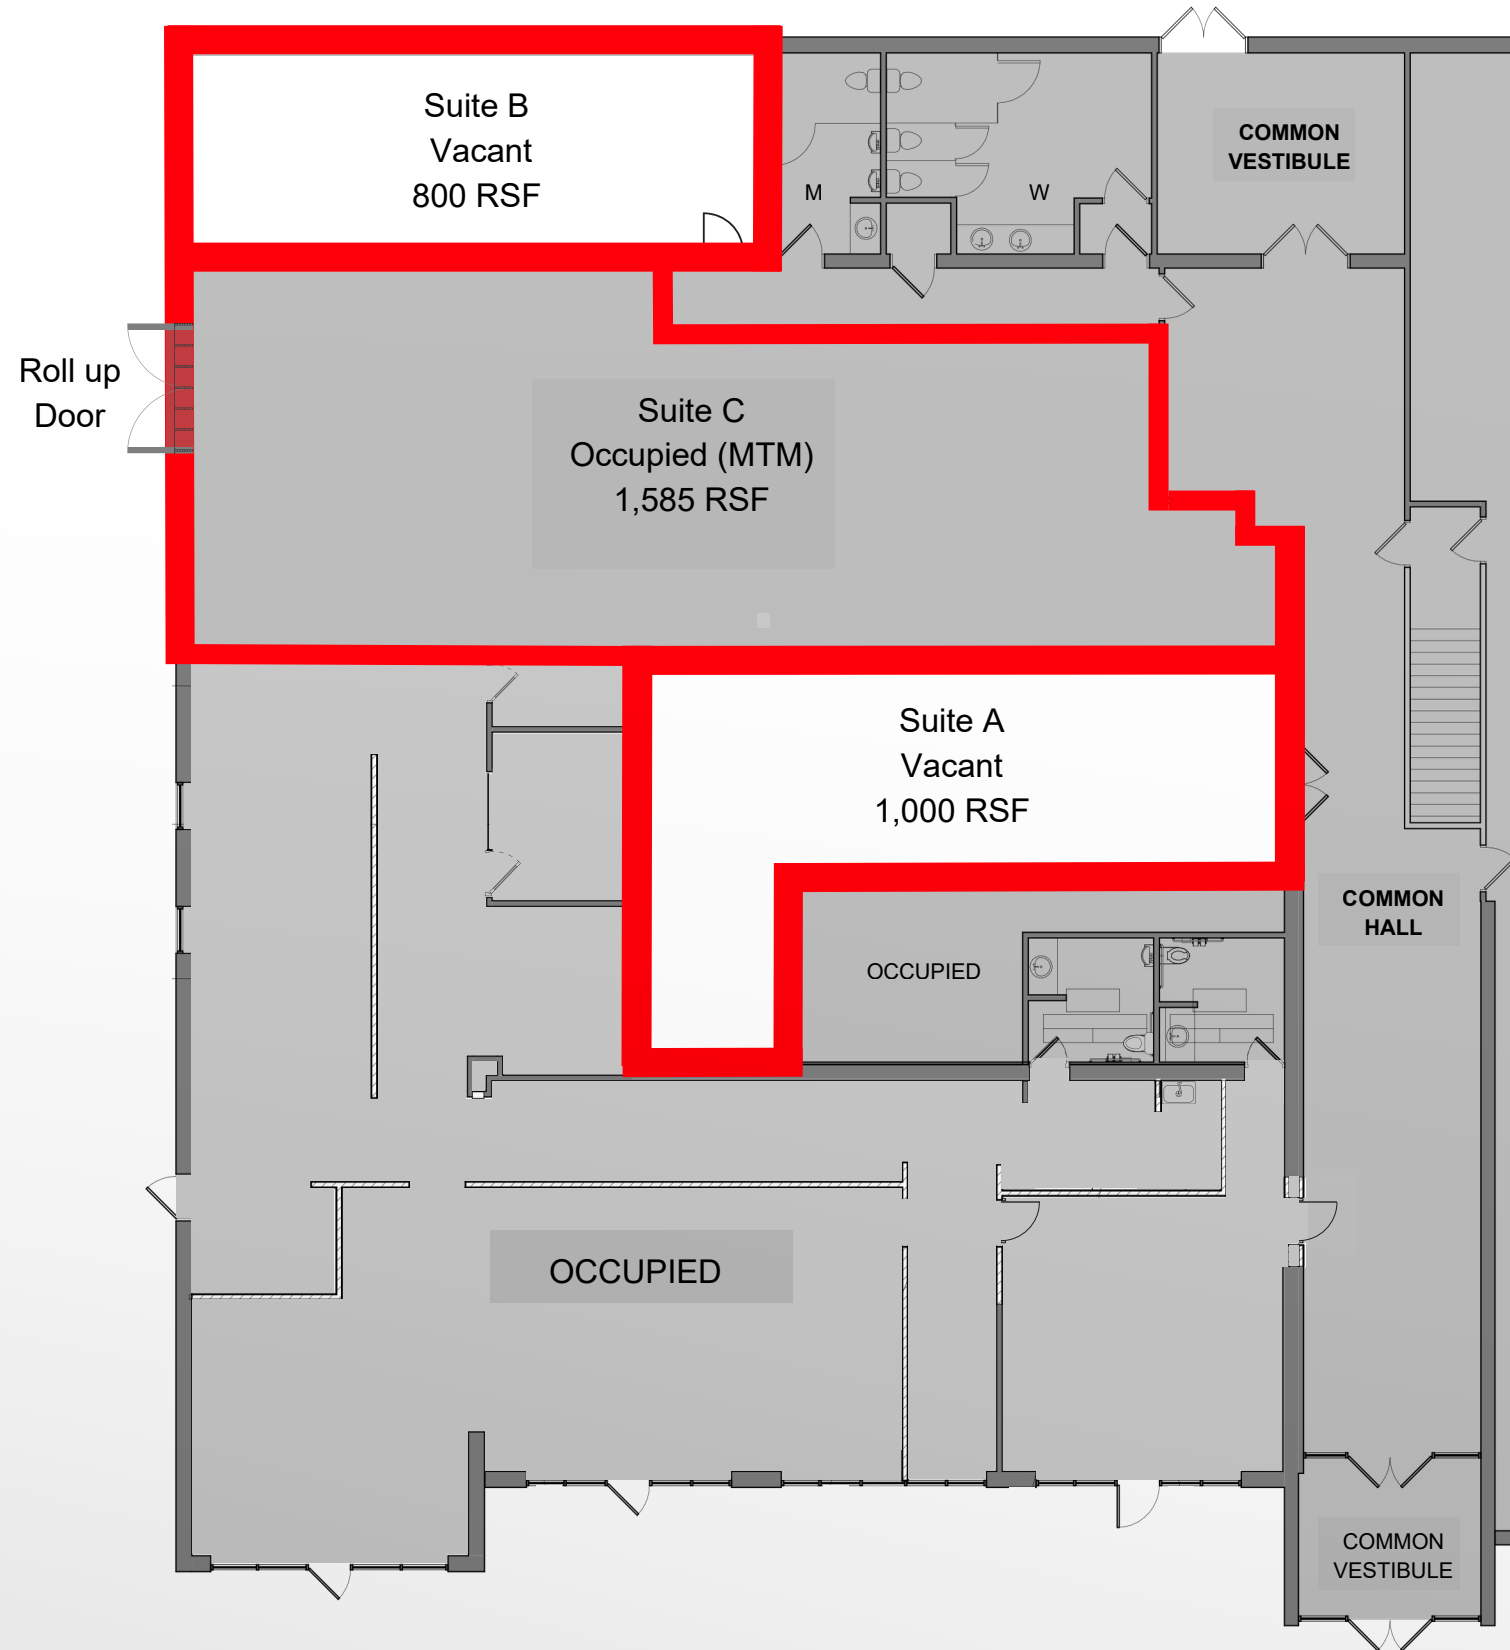 Suite B
Vacant
800 RSF
M
W
COMMON
VESTIBULE
Roll up
Door
Suite C
Occupied (MTM)
1,585 RSF
Suite A
Vacant
1,000 RSF
COMMON
HALL
OCCUPIED
OCCUPIED
COMMON
VESTIBULE